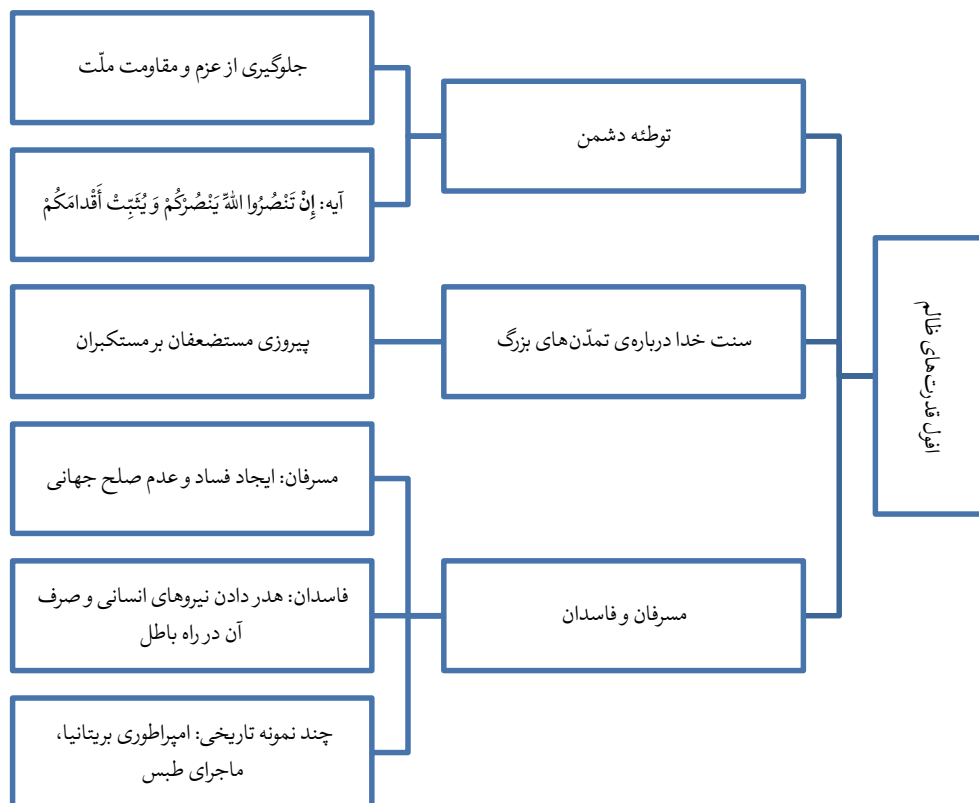 افول قدرت‌های ظالم
توطئه دشمن
جلوگیری از عزم و مقاومت ملّت
آیه: إِنْ تَنْصُرُوا اللهَّ یَنْصُرْکُمْ وَ یُثَبِّتْ أَقْدامَکُمْ
سنت خدا درباره‌ی تمدّن‌های بزرگ
پیروزی مستضعفان بر مستکبران
مسرفان و فاسدان
مسرفان: ایجاد فساد و عدم صلح جهانی
فاسدان: هدر دادن نیروهای انسانی و صرف
آن در راه باطل
چند نمونه تاریخی: امپراطوری بریتانیا،
ماجرای طبس